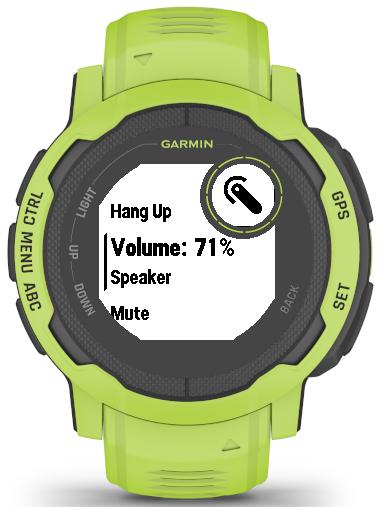 GARMIN
LIGHT
CTRL
MENU
UP
ABC
DOWN
GPS
SET
BACK
Hang Up
Volume: 71%
Speaker
Mute